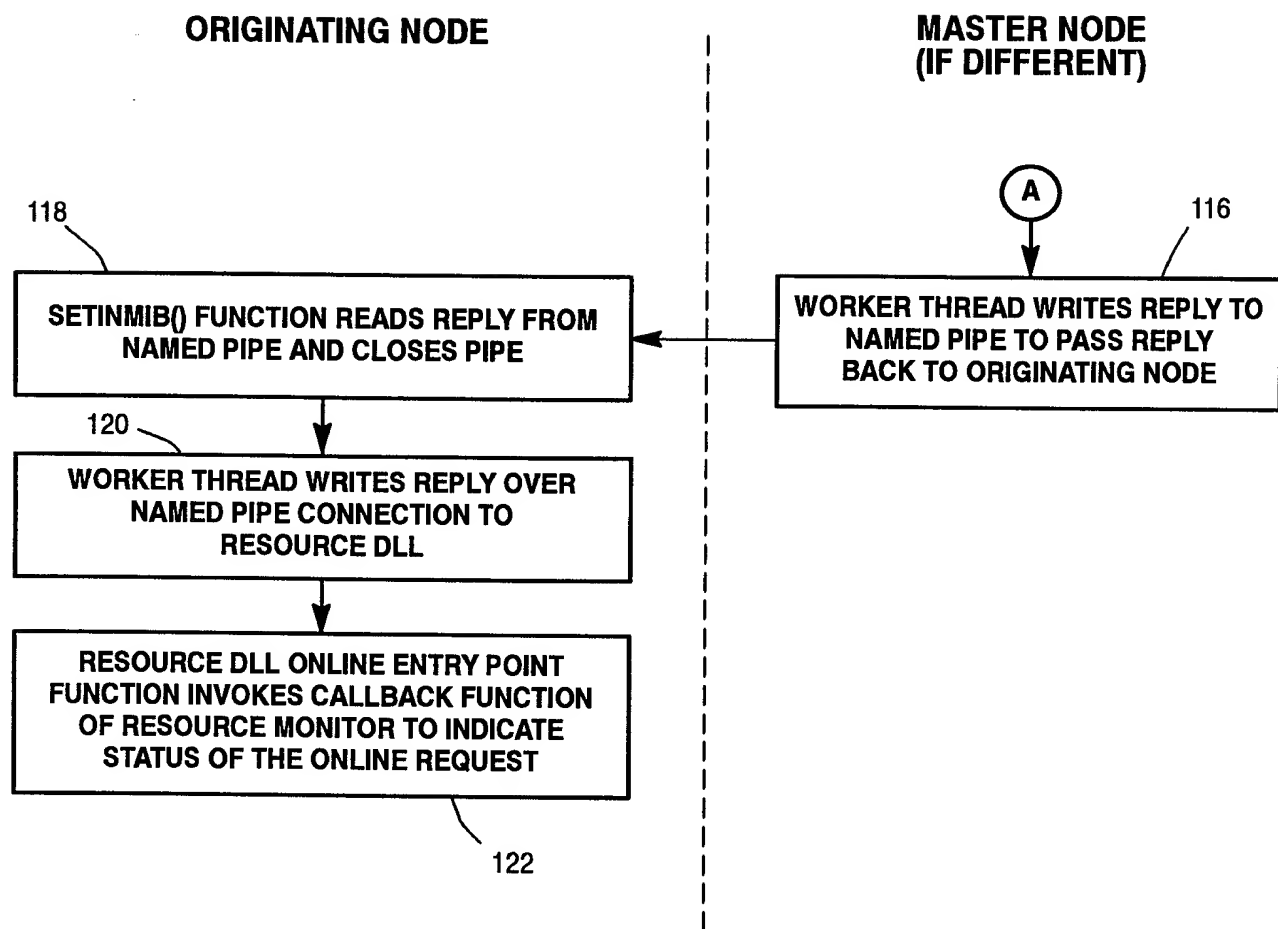 ORIGINATING NODE
MASTER NODE
(IF DIFFERENT)
A
116
WORKER THREAD WRITES REPLY TO
NAMED PIPE TO PASS REPLY
BACK TO ORIGINATING NODE
118
SETINMIB() FUNCTION READS REPLY FROM
NAMED PIPE AND CLOSES PIPE
120
WORKER THREAD WRITES REPLY OVER
NAMED PIPE CONNECTION TO
RESOURCE DLL
RESOURCE DLL ONLINE ENTRY POINT
FUNCTION INVOKES CALLBACK FUNCTION
OF RESOURCE MONITOR TO INDICATE
STATUS OF THE ONLINE REQUEST
122